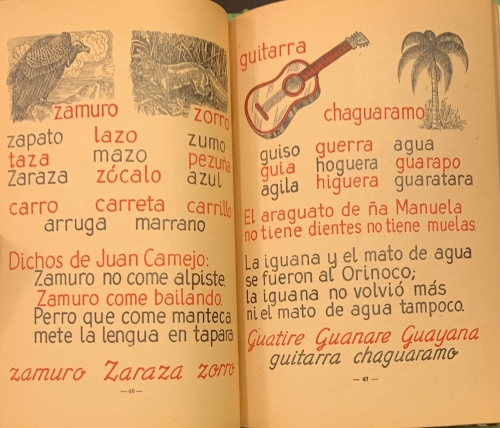 zamuro zorro
zapato lazo zumo
taza mazo pezuña
Zaraza zócalo azul
carro carreta carrillo
arruga marrano
Dichos de Juan Camejo:
Zamuro no come alpiste.
Zamuro come bailando.
Perro que come manteca
mete la lengua en tapara
zamuro Zaraza zorro
— 46 —
guitarra
chaguaramo
guiso guerra agua
guia hoguera guarapo
agila higuera guaratara
El araguato de ña Manuela
no tiene dientes no tiene muelas.
La iguana y el mato de agua
se fueron al Orinoco;
la iguana no volvió más
ni el mato de agua tampoco.
Guatire Guanare Guayana
guitarra chaguaramo
— 47 —